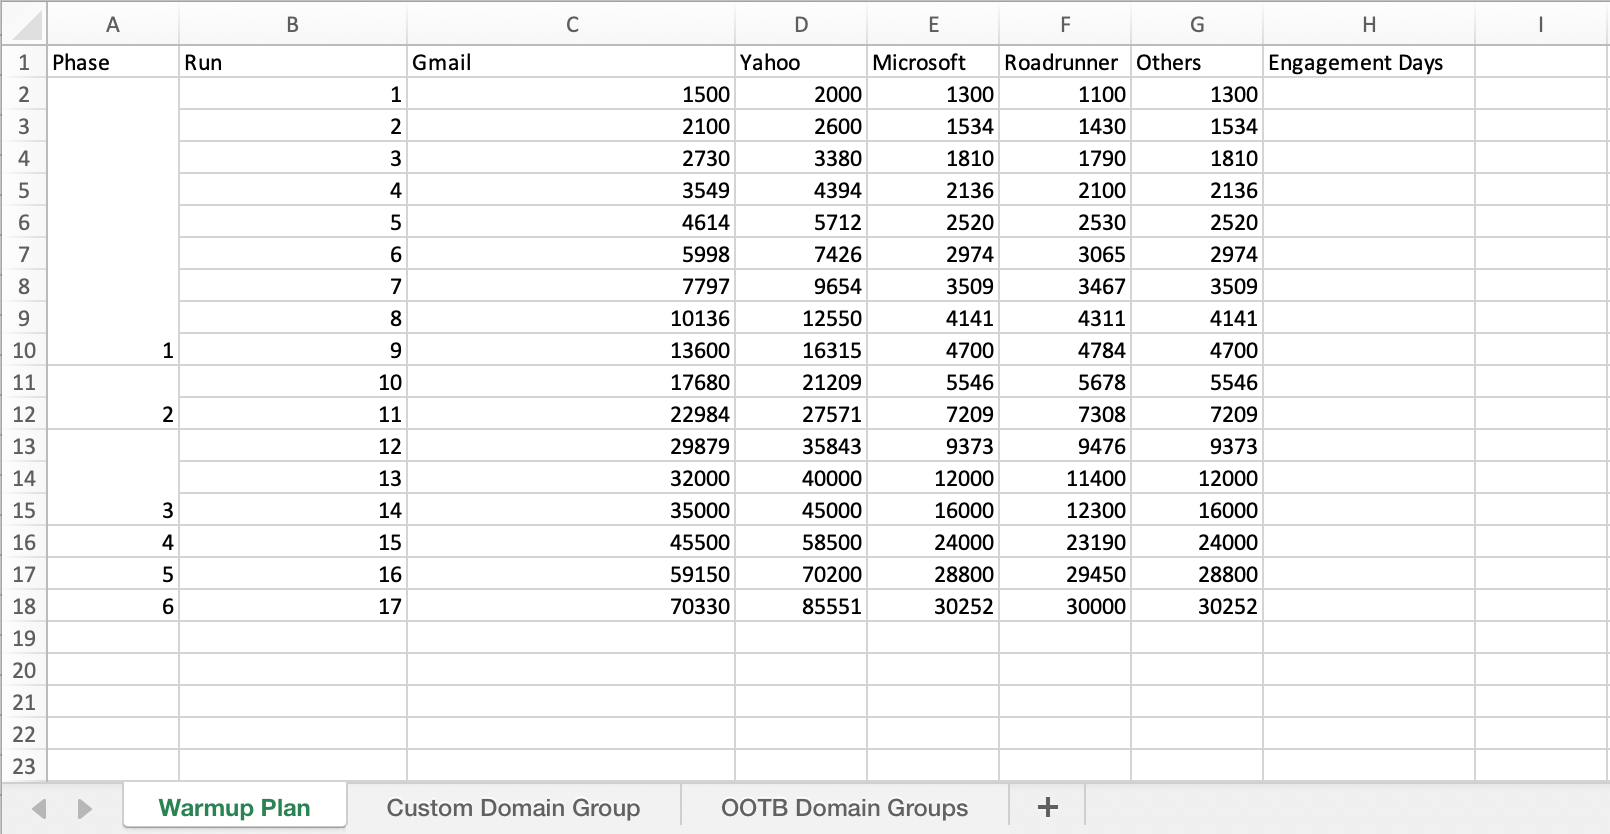 A B C D E F G H I
1 Phase Run Gmail Yahoo Microsoft Roadrunner Others Engagement Days
2 1 1500 2000 1300 1100 1300
3 2 2100 2600 1534 1430 1534
4 3 2730 3380 1810 1790 1810
5 4 3549 4394 2136 2100 2136
6 5 4614 5712 2520 2530 2520
7 6 5998 7426 2974 3065 2974
8 7 7797 9654 3509 3467 3509
9 8 10136 12550 4141 4311 4141
10 1 9 13600 16315 4700 4784 4700
11 10 17680 21209 5546 5678 5546
12 2 11 22984 27571 7209 7308 7209
13 12 29879 35843 9373 9476 9373
14 13 32000 40000 12000 11400 12000
15 3 14 35000 45000 16000 12300 16000
16 4 15 45500 58500 24000 23190 24000
17 5 16 59150 70200 28800 29450 28800
18 6 17 70330 85551 30252 30000 30252
19
20
21
22
23
Warmup Plan Custom Domain Group OOTB Domain Groups +